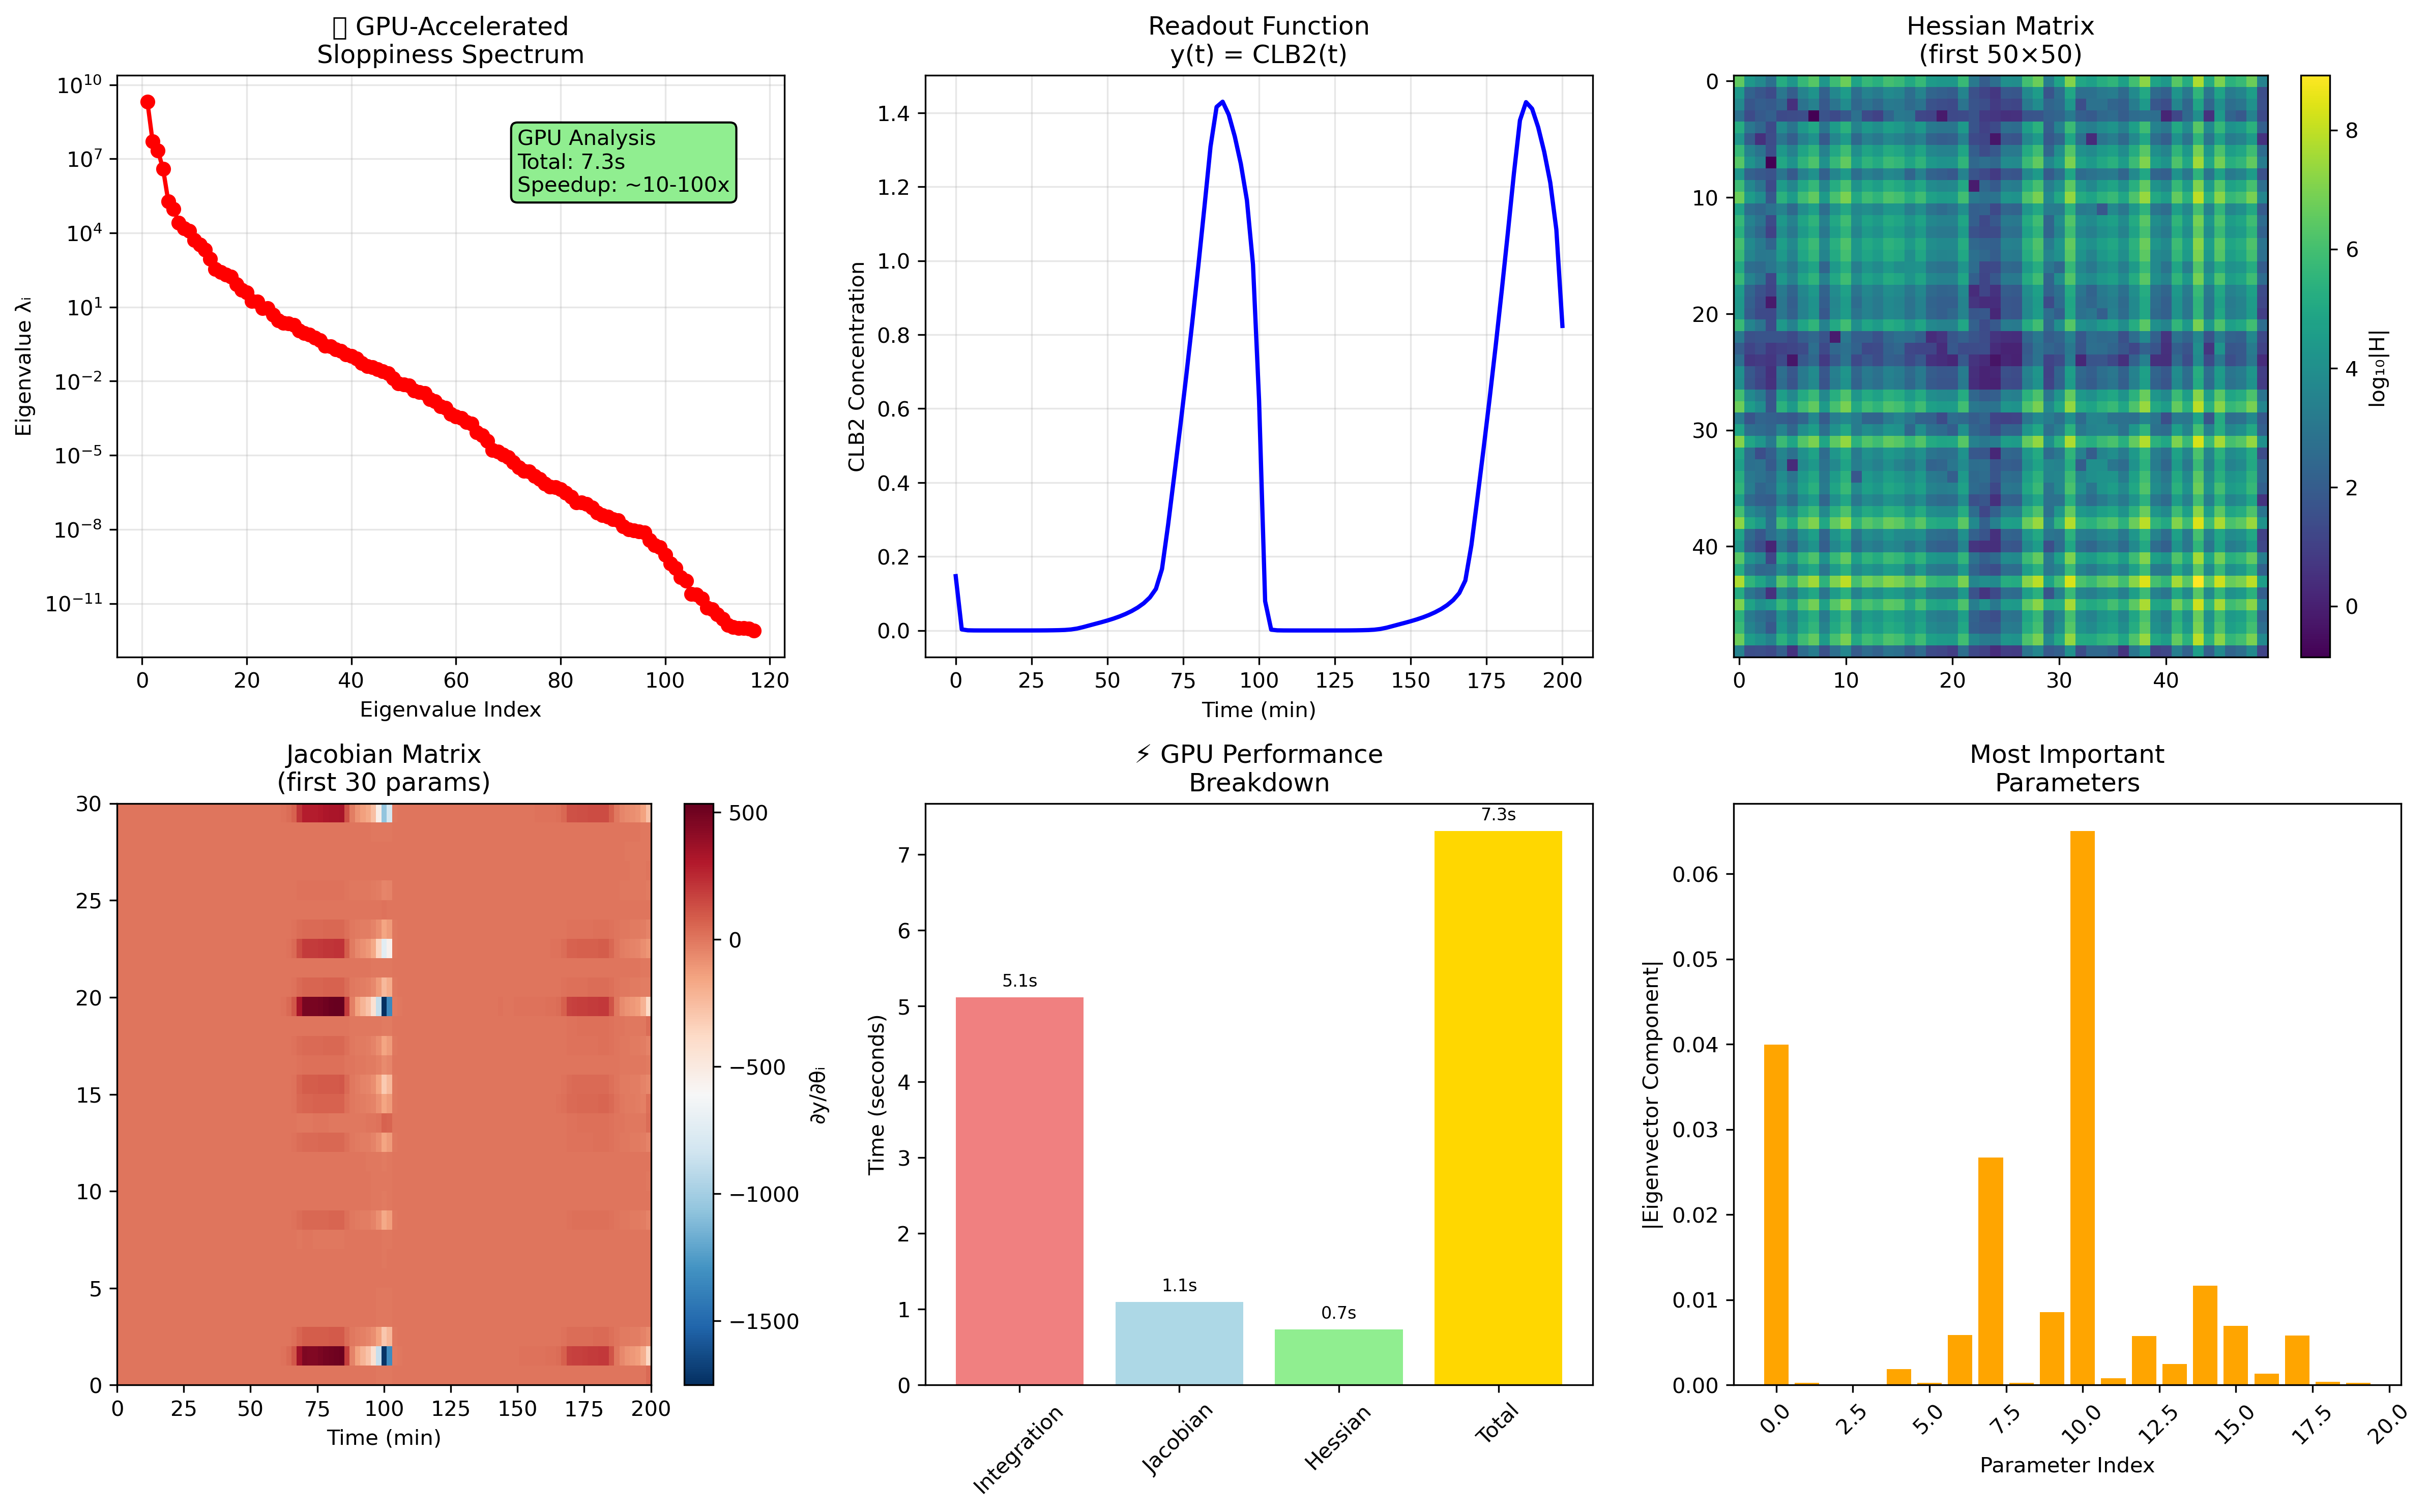 GPU-Accelerated
Sloppiness Spectrum
10¹⁰
10⁷
10⁴
10¹
10⁻²
10⁻⁵
10⁻⁸
10⁻¹¹
Eigenvalue λᵢ
GPU Analysis
Total: 7.3s
Speedup: ~10-100x
0 20 40 60 80 100 120
Eigenvalue Index
Readout Function
y(t) = CLB2(t)
1.4
1.2
1.0
0.8
0.6
0.4
0.2
0.0
CLB2 Concentration
0 25 50 75 100 125 150 175 200
Time (min)
Hessian Matrix
(first 50×50)
0
10
20
30
40
0 10 20 30 40
8
6
4
2
0
log₁₀|H|
Jacobian Matrix
(first 30 params)
30
25
20
15
10
5
0
0 25 50 75 100 125 150 175 200
Time (min)
500
0
−500
−1000
−1500
∂y/∂θᵢ
⚡ GPU Performance
Breakdown
7
6
5
4
3
2
1
0
Time (seconds)
5.1s
1.1s
0.7s
7.3s
Integration
Jacobian
Hessian
Total
Most Important
Parameters
0.06
0.05
0.04
0.03
0.02
0.01
0.00
|Eigenvector Component|
0.0 2.5 5.0 7.5 10.0 12.5 15.0 17.5 20.0
Parameter Index